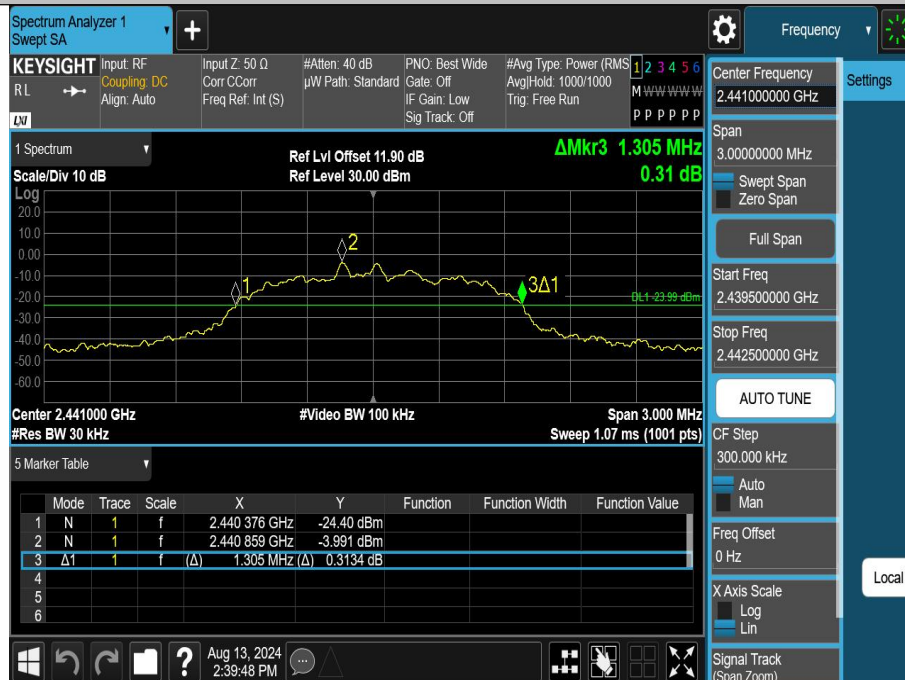 Spectrum Analyzer 1
Swept SA
+
Frequency
KEYSIGHT
RL
LXI
Input: RF
Coupling: DC
Align: Auto
Input Z: 50 Ω
Corr CCorr
Freq Ref: Int (S)
#Atten: 40 dB
µW Path: Standard
PNO: Best Wide
Gate: Off
IF Gain: Low
Sig Track: Off
#Avg Type: Power (RMS
Avg|Hold: 1000/1000
Trig: Free Run
1 2 3 4 5 6
M W W W W W
P P P P P P
1 Spectrum
Scale/Div 10 dB
Ref Lvl Offset 11.90 dB
Ref Level 30.00 dBm
ΔMkr3 1.305 MHz
0.31 dB
Log
20.0
10.0
0.00
-10.0
-20.0
-30.0
-40.0
-50.0
-60.0
1
2
3Δ1
DL1 -23.99 dBm
Center 2.441000 GHz
#Video BW 100 kHz
Span 3.000 MHz
#Res BW 30 kHz
Sweep 1.07 ms (1001 pts)
5 Marker Table
Mode Trace Scale X Y Function Function Width Function Value
1 N 1 f 2.440 376 GHz -24.40 dBm
2 N 1 f 2.440 859 GHz -3.991 dBm
3 Δ1 1 f (Δ) 1.305 MHz (Δ) 0.3134 dB
4
5
6
Aug 13, 2024
2:39:48 PM
?
Center Frequency
2.441000000 GHz
Settings
Span
3.00000000 MHz
Swept Span
Zero Span
Full Span
Start Freq
2.439500000 GHz
Stop Freq
2.442500000 GHz
AUTO TUNE
CF Step
300.000 kHz
Auto
Man
Freq Offset
0 Hz
Local
X Axis Scale
Log
Lin
Signal Track
(Span Zoom)